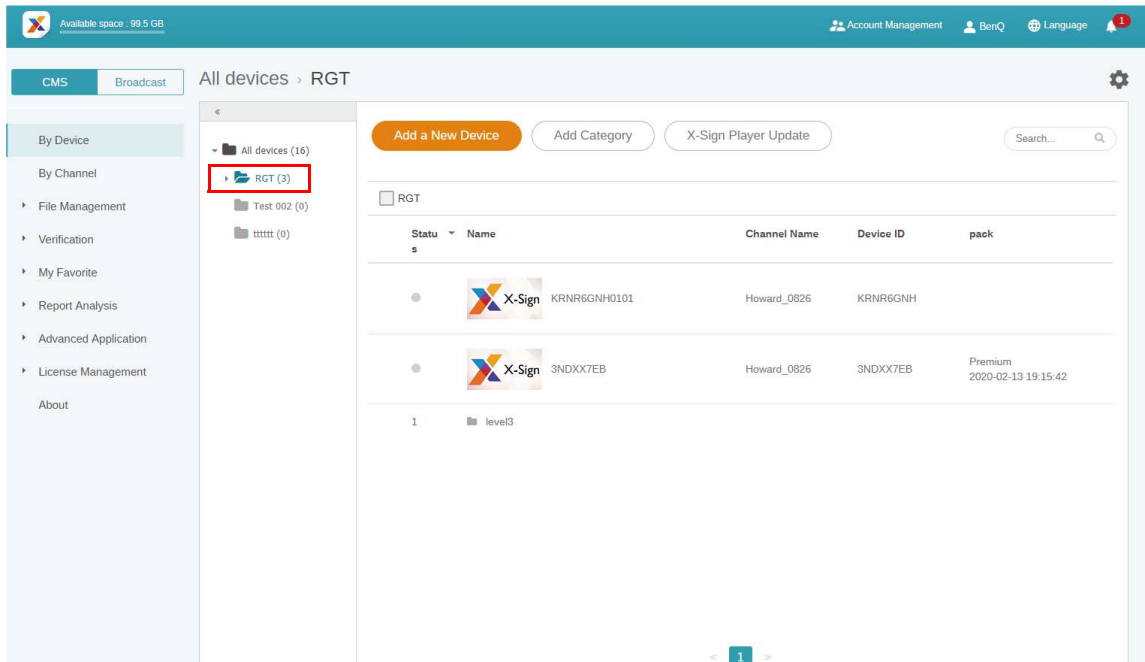 Available space : 99.5 GB
Account Management
BenQ
Language
1
CMS
Broadcast
All devices › RGT
«
By Device
By Channel
File Management
Verification
My Favorite
Report Analysis
Advanced Application
License Management
About
All devices (16)
RGT (3)
Test 002 (0)
tttttt (0)
Add a New Device
Add Category
X-Sign Player Update
Search...
RGT
Status Name Channel Name Device ID pack
X-Sign KRNR6GNH0101 Howard_0826 KRNR6GNH
X-Sign 3NDXX7EB Howard_0826 3NDXX7EB Premium
2020-02-13 19:15:42
1 level3
< 1 >